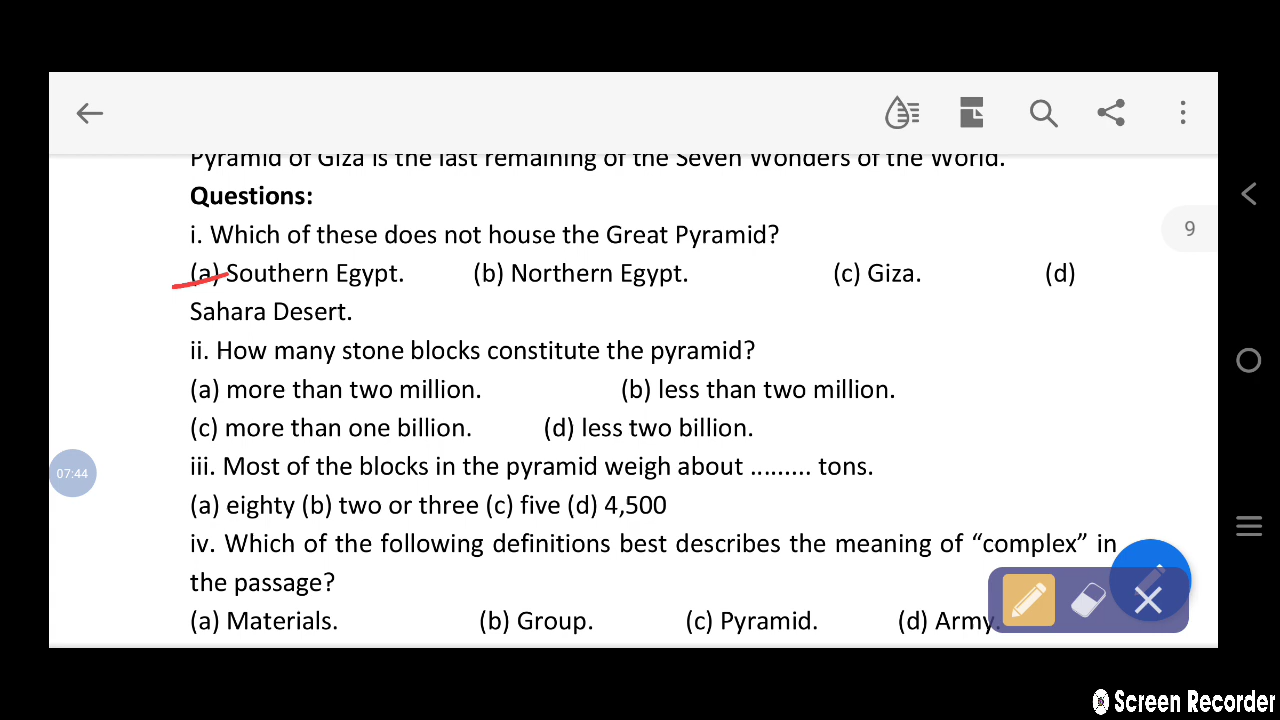 Pyramid of Giza is the last remaining of the Seven Wonders of the World.
Questions:
i. Which of these does not house the Great Pyramid?
9
(a) Southern Egypt. (b) Northern Egypt. (c) Giza. (d)
Sahara Desert.
ii. How many stone blocks constitute the pyramid?
(a) more than two million. (b) less than two million.
(c) more than one billion. (d) less two billion.
iii. Most of the blocks in the pyramid weigh about ......... tons.
07:44
(a) eighty (b) two or three (c) five (d) 4,500
iv. Which of the following definitions best describes the meaning of “complex” in
the passage?
(a) Materials. (b) Group. (c) Pyramid. (d) Army.
Screen Recorder